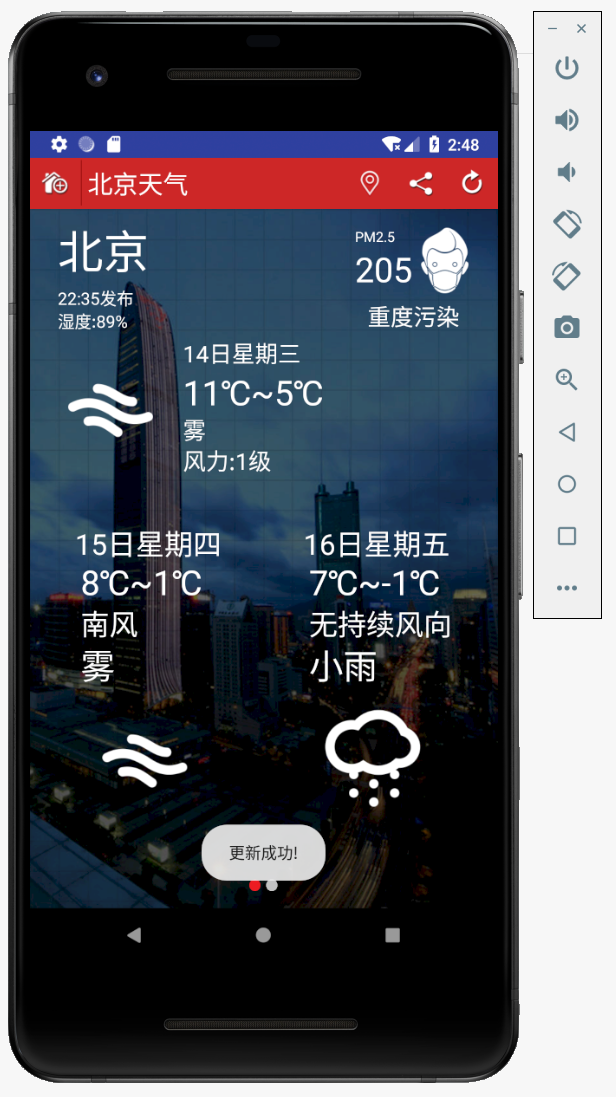 2:48
北京天气
北京
22:35发布
湿度:89%
PM2.5
205
重度污染
14日星期三
11℃~5℃
雾
风力:1级
15日星期四
8℃~1℃
南风
雾
16日星期五
7℃~-1℃
无持续风向
小雨
更新成功!